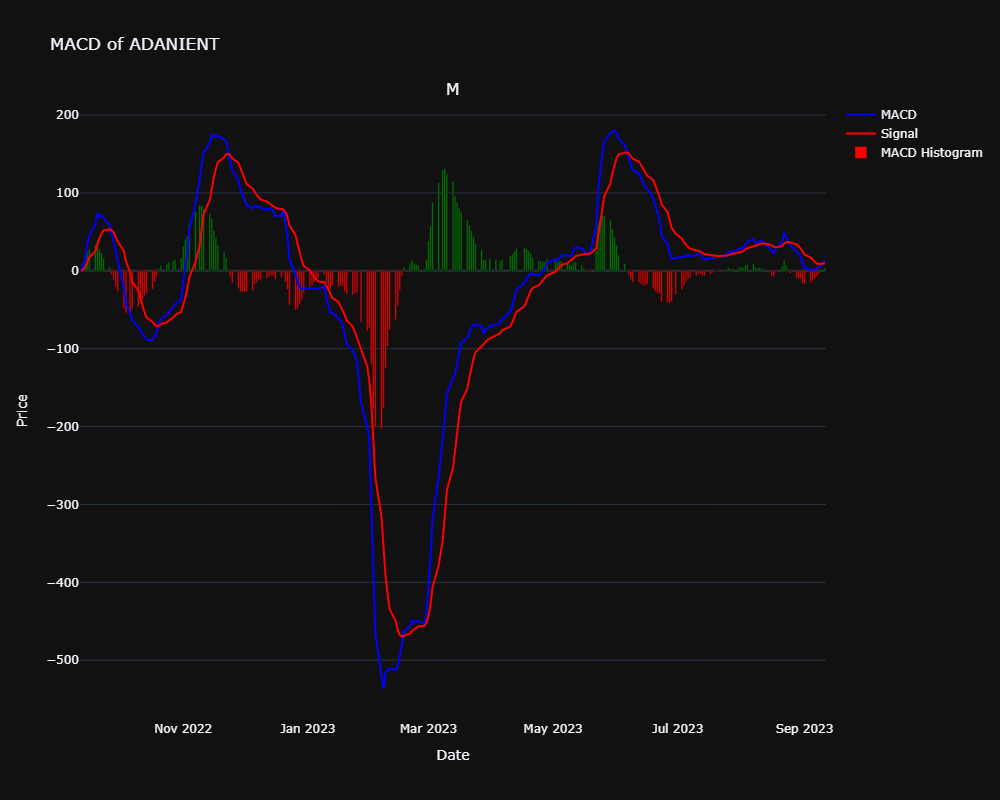 MACD of ADANIENT
M
200
100
0
−100
−200
−300
−400
−500
Price
Nov 2022
Jan 2023
Mar 2023
May 2023
Jul 2023
Sep 2023
Date
MACD
Signal
MACD Histogram